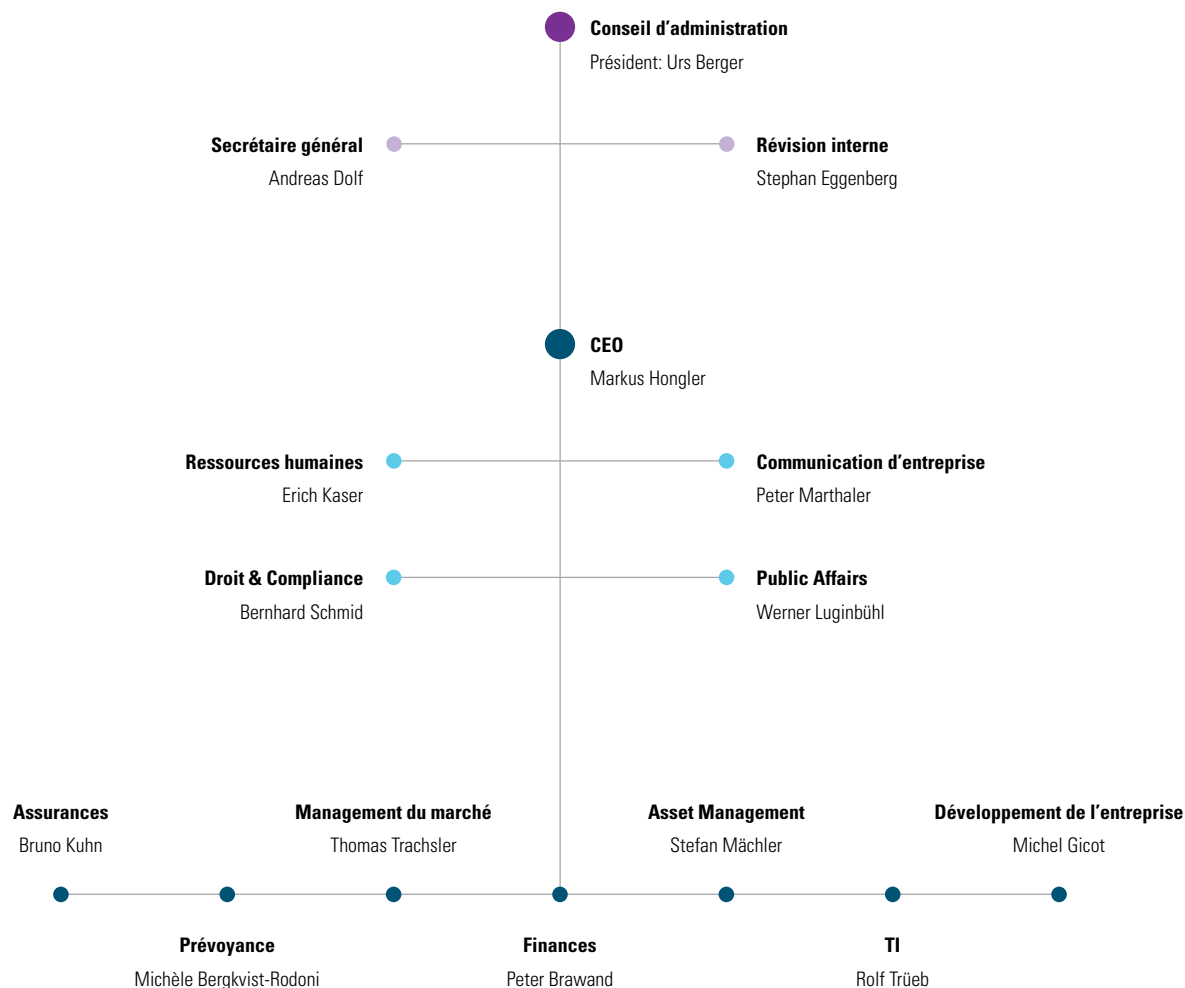 Conseil d’administration
Président: Urs Berger
Secrétaire général
Andreas Dolf
Révision interne
Stephan Eggenberg
CEO
Markus Hongler
Ressources humaines
Erich Kaser
Communication d’entreprise
Peter Marthaler
Droit & Compliance
Bernhard Schmid
Public Affairs
Werner Luginbühl
Assurances
Bruno Kuhn
Management du marché
Thomas Trachsler
Asset Management
Stefan Mächler
Développement de l’entreprise
Michel Gicot
Prévoyance
Michèle Bergkvist-Rodoni
Finances
Peter Brawand
TI
Rolf Trüeb